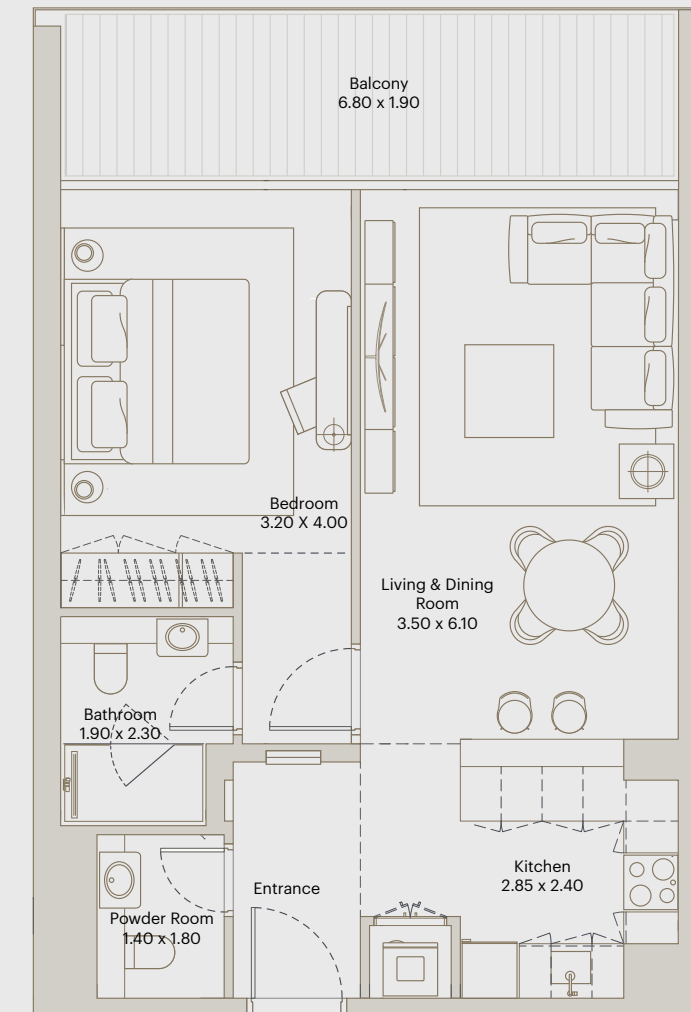 Balcony
6.80 x 1.90
Bedroom
3.20 X 4.00
Living & Dining
Room
3.50 x 6.10
Bathroom
1.90 x 2.30
Kitchen
2.85 x 2.40
Entrance
Powder Room
1.40 x 1.80